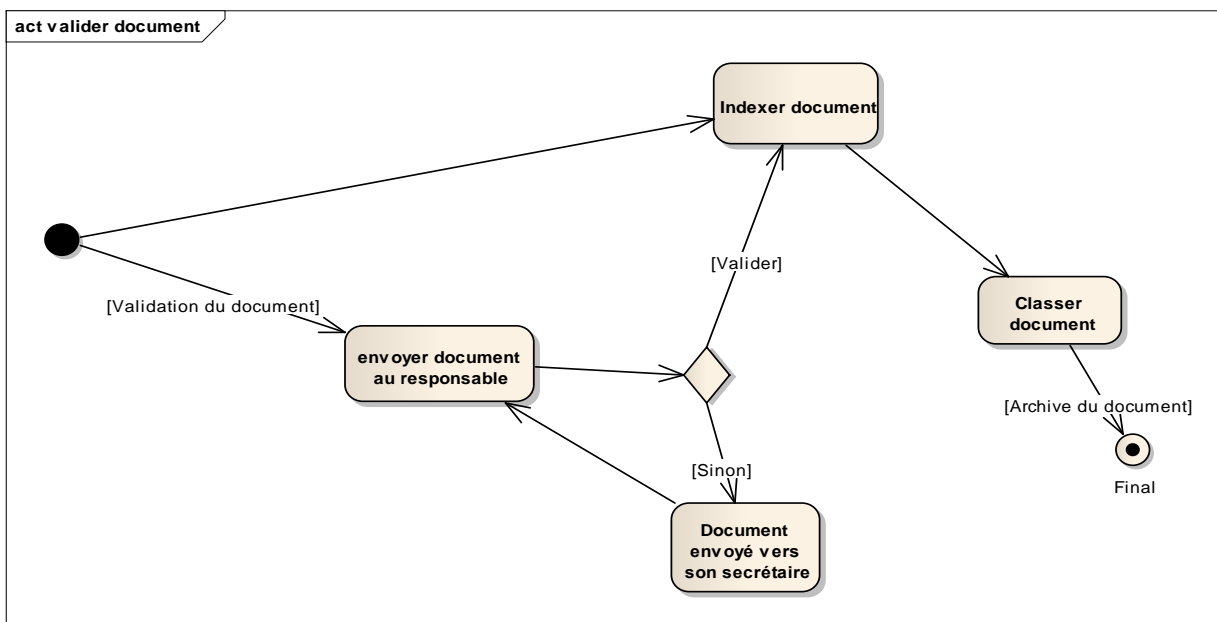 act valider document
Indexer document
[Valider]
[Validation du document]
Classer
document
envoyer document
au responsable
[Archive du document]
[Sinon]
Final
Document
envoyé vers
son secrétaire